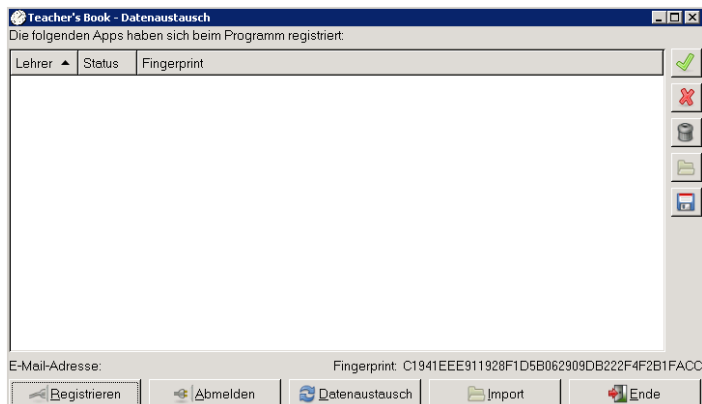 Teacher's Book - Datenaustausch
Die folgenden Apps haben sich beim Programm registriert:
Lehrer Status Fingerprint
E-Mail-Adresse: Fingerprint: C1941EEE911928F1D5B062909DB222F4F2B1FACC
Registrieren Abmelden Datenaustausch Import Ende